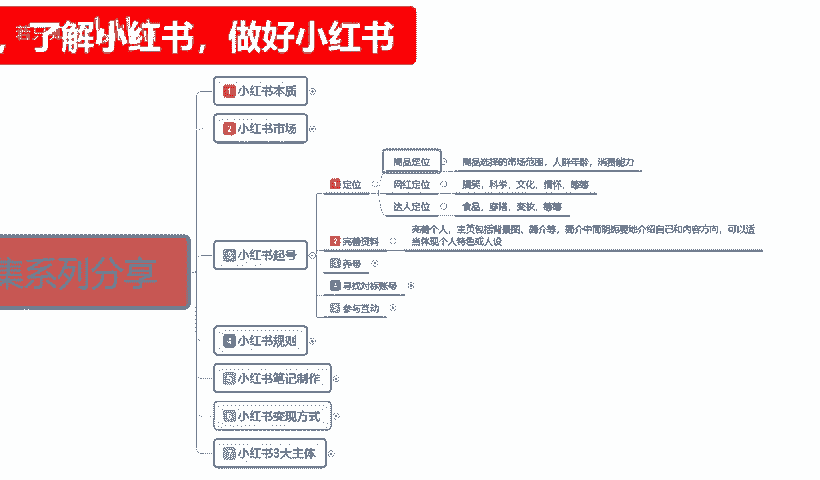 ，了解小红书，做好小红书
1 小红书本质
2 小红书市场
集系列分享
3 小红书起号
1 定位
商品定位
商品选择的市场范围，人群年龄，消费能力
网红定位
搞笑，科学，文化，情怀，等等
达人定位
食品，穿搭，美妆，等等
2 完善资料
完善个人，主页包括背景图、简介等，简介中简明扼要地介绍自己和内容方向，可以适
当体现个人特色或人设
3 养号
4 寻找对标账号
5 参与互动
4 小红书规则
5 小红书笔记制作
6 小红书变现方式
7 小红书3大主体